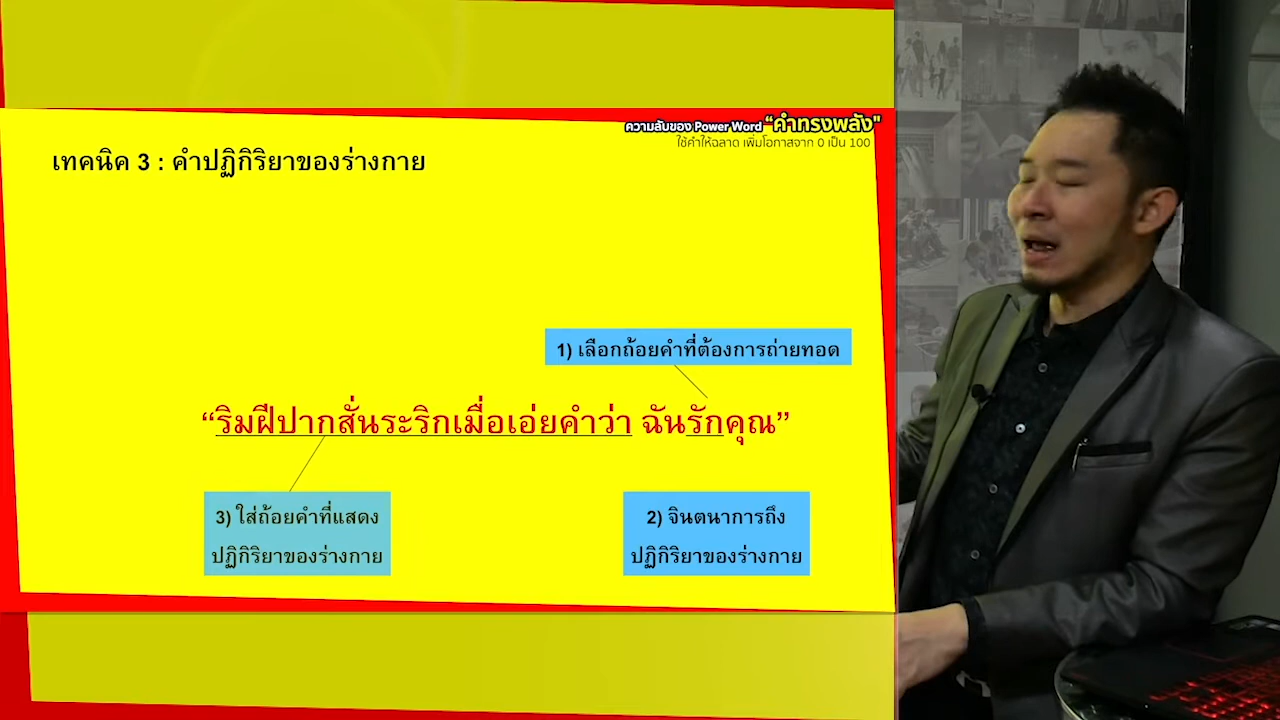 ความลับของ Power Word “คำทรงพลัง"
ใช้คำให้ฉลาด เพิ่มโอกาสจาก 0 เป็น 100
เทคนิค 3 : คำปฏิกิริยาของร่างกาย
1) เลือกถ้อยคำที่ต้องการถ่ายทอด
“ริมฝีปากสั่นระริกเมื่อเอ่ยคำว่า ฉันรักคุณ”
3) ใส่ถ้อยคำที่แสดง
ปฏิกิริยาของร่างกาย
2) จินตนาการถึง
ปฏิกิริยาของร่างกาย